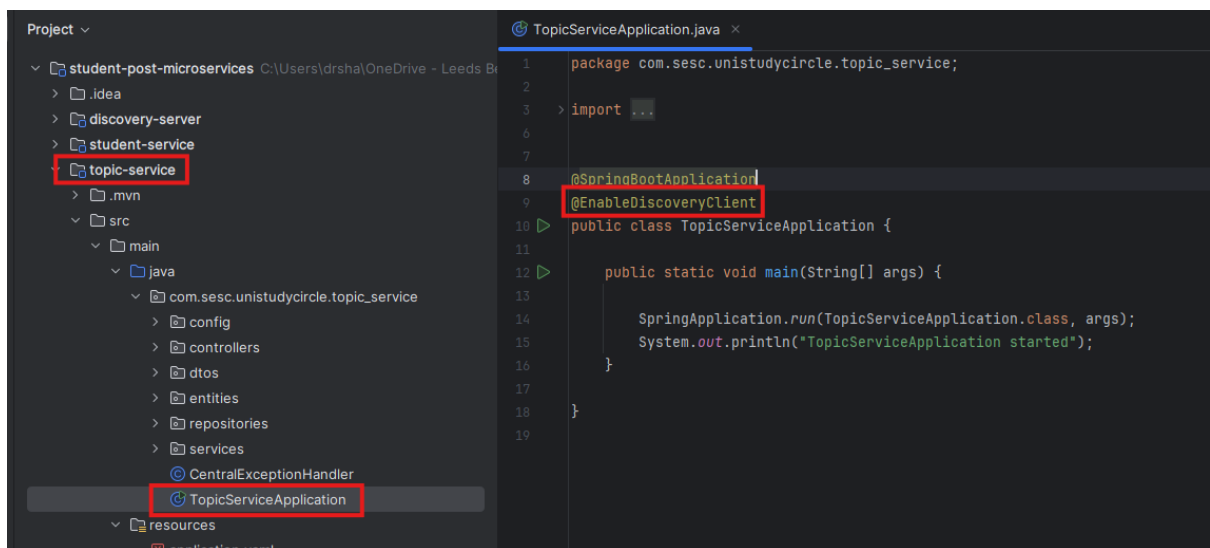 Project
student-post-microservices C:\Users\drsha\OneDrive - Leeds Be
.idea
discovery-server
student-service
topic-service
.mvn
src
main
java
com.sesc.unistudycircle.topic_service
config
controllers
dtos
entities
repositories
services
CentralExceptionHandler
TopicServiceApplication
resources
TopicServiceApplication.java
1 package com.sesc.unistudycircle.topic_service;
2
3 import ...
6
7
8 @SpringBootApplication
9 @EnableDiscoveryClient
10 public class TopicServiceApplication {
11
12 public static void main(String[] args) {
13
14 SpringApplication.run(TopicServiceApplication.class, args);
15 System.out.println("TopicServiceApplication started");
16 }
17
18 }
19